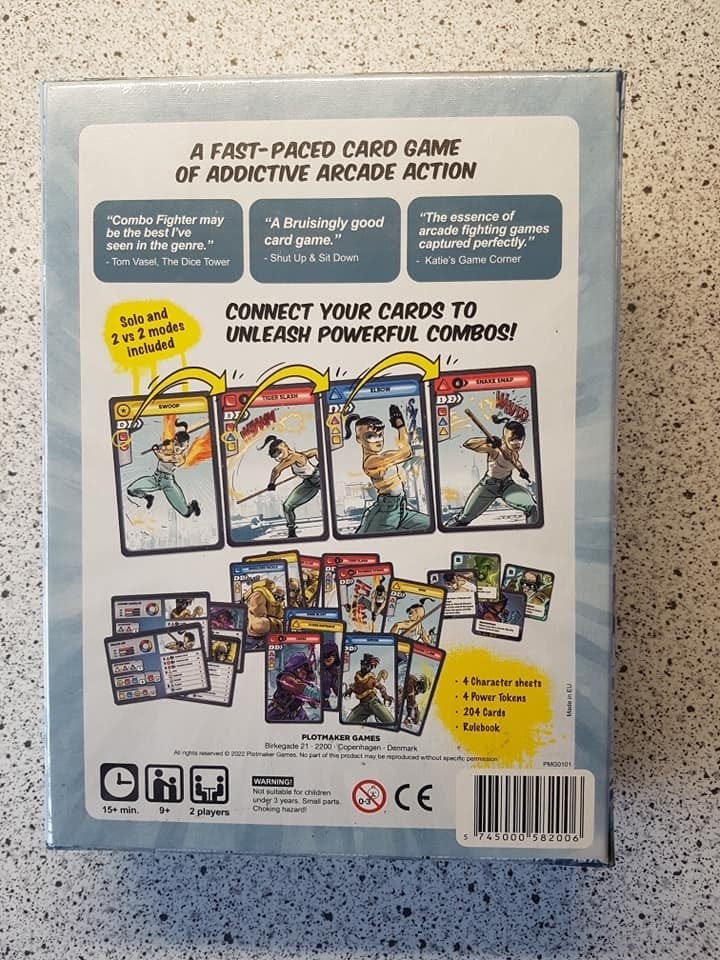 A FAST-PACED CARD GAME
OF ADDICTIVE ARCADE ACTION
"Combo Fighter may
be the best I've
seen in the genre."
- Tom Vasel, The Dice Tower
"A Bruisingly good
card game."
- Shut Up & Sit Down
"The essence of
arcade fighting games
captured perfectly."
- Katie's Game Corner
Solo and
2 vs 2 modes
included
CONNECT YOUR CARDS TO
UNLEASH POWERFUL COMBOS!
SWOOP
TIGER SLASH
ELBOW
SNAKE SNAP
· 4 Character sheets
· 4 Power Tokens
· 204 Cards
· Rulebook
Made in EU
PLOTMAKER GAMES
Birkegade 21 · 2200 · Copenhagen · Denmark
All rights reserved © 2022 Plotmaker Games. No part of this product may be reproduced without specific permission
PMG0101
15+ min.
9+
2 players
WARNING!
Not suitable for children
under 3 years. Small parts.
Choking hazard!
0-3
CE
5 745000 582006